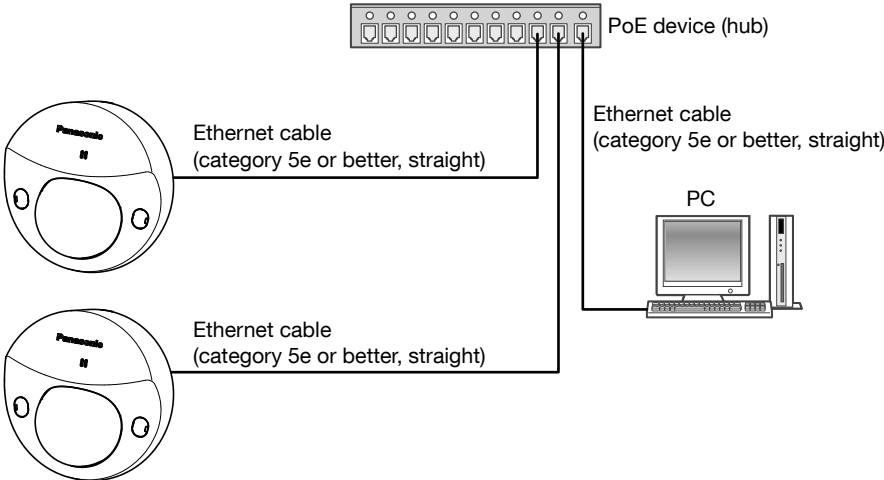 PoE device (hub)
Ethernet cable
(category 5e or better, straight)
Panasonic
Ethernet cable
(category 5e or better, straight)
PC
Panasonic
Ethernet cable
(category 5e or better, straight)